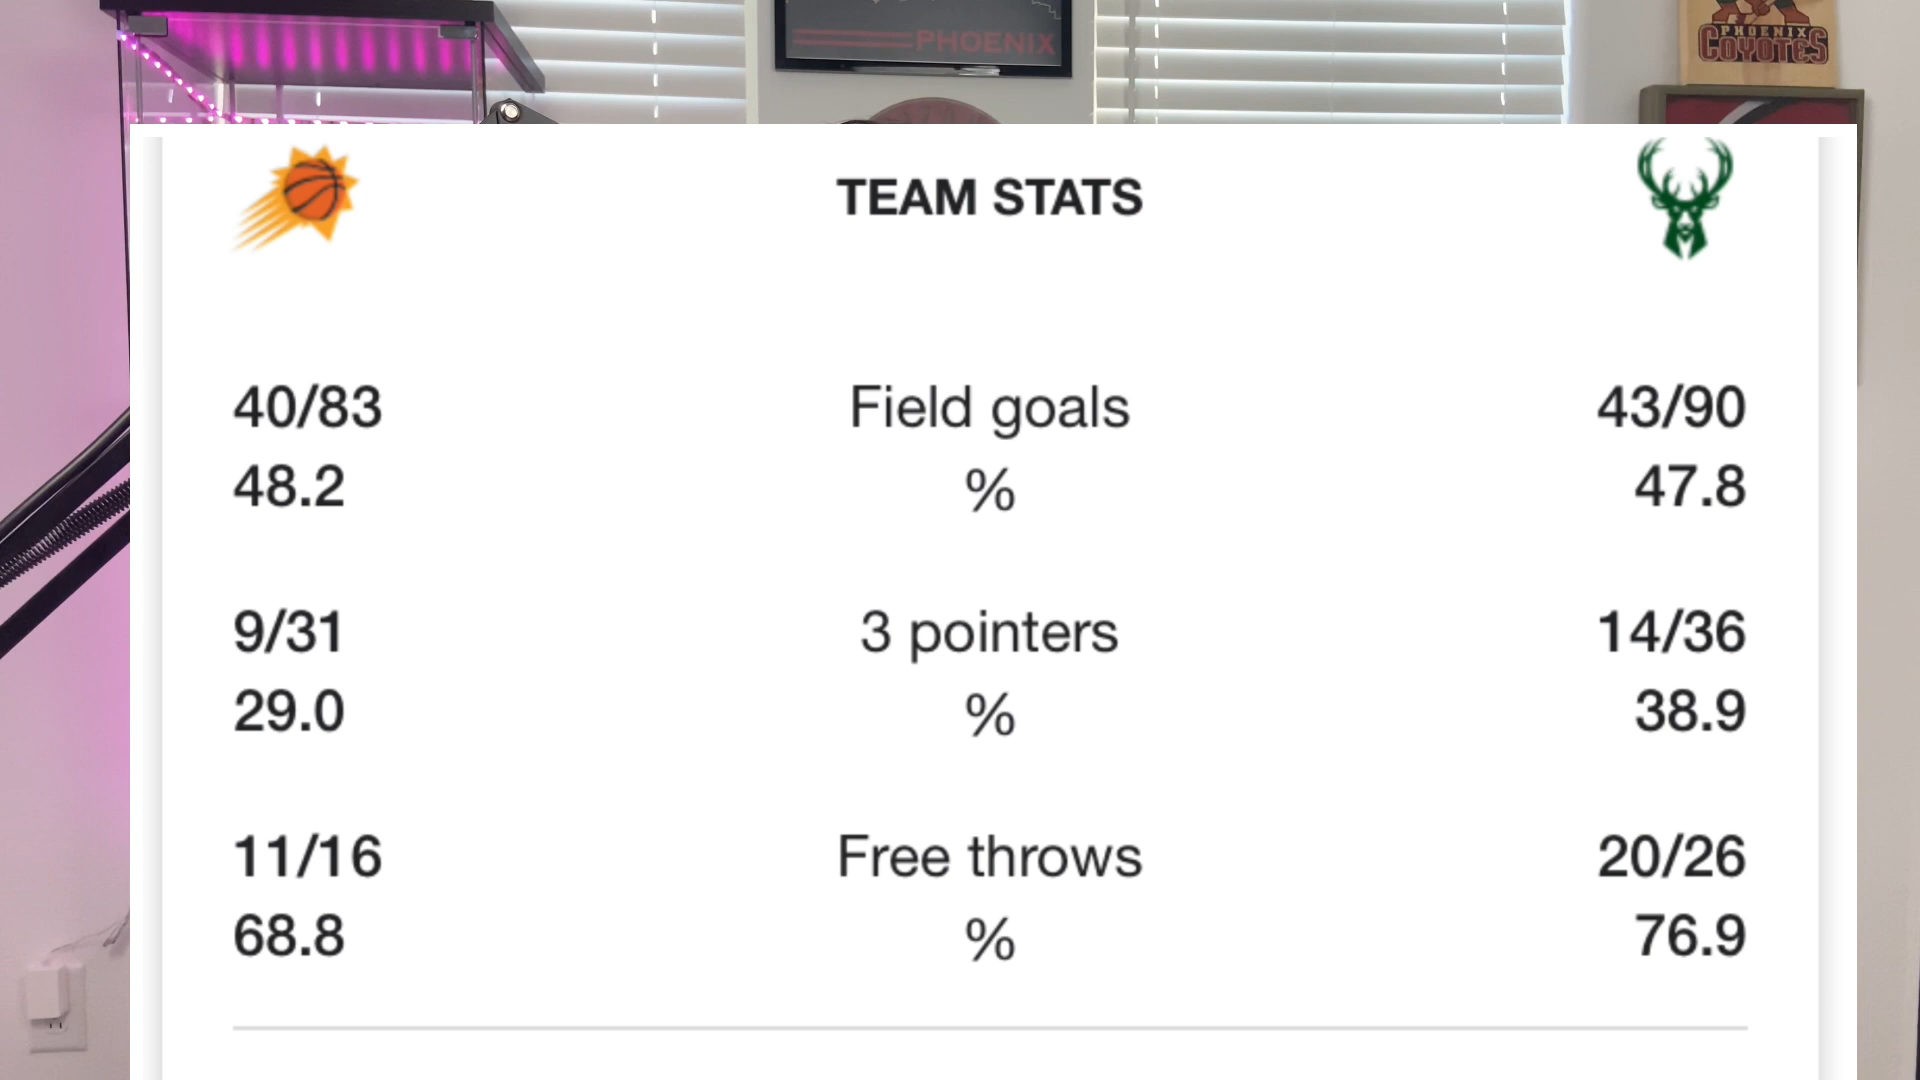 PHOENIX
PHOENIX
COYOTES
TEAM STATS
40/83 Field goals 43/90
48.2 % 47.8
9/31 3 pointers 14/36
29.0 % 38.9
11/16 Free throws 20/26
68.8 % 76.9